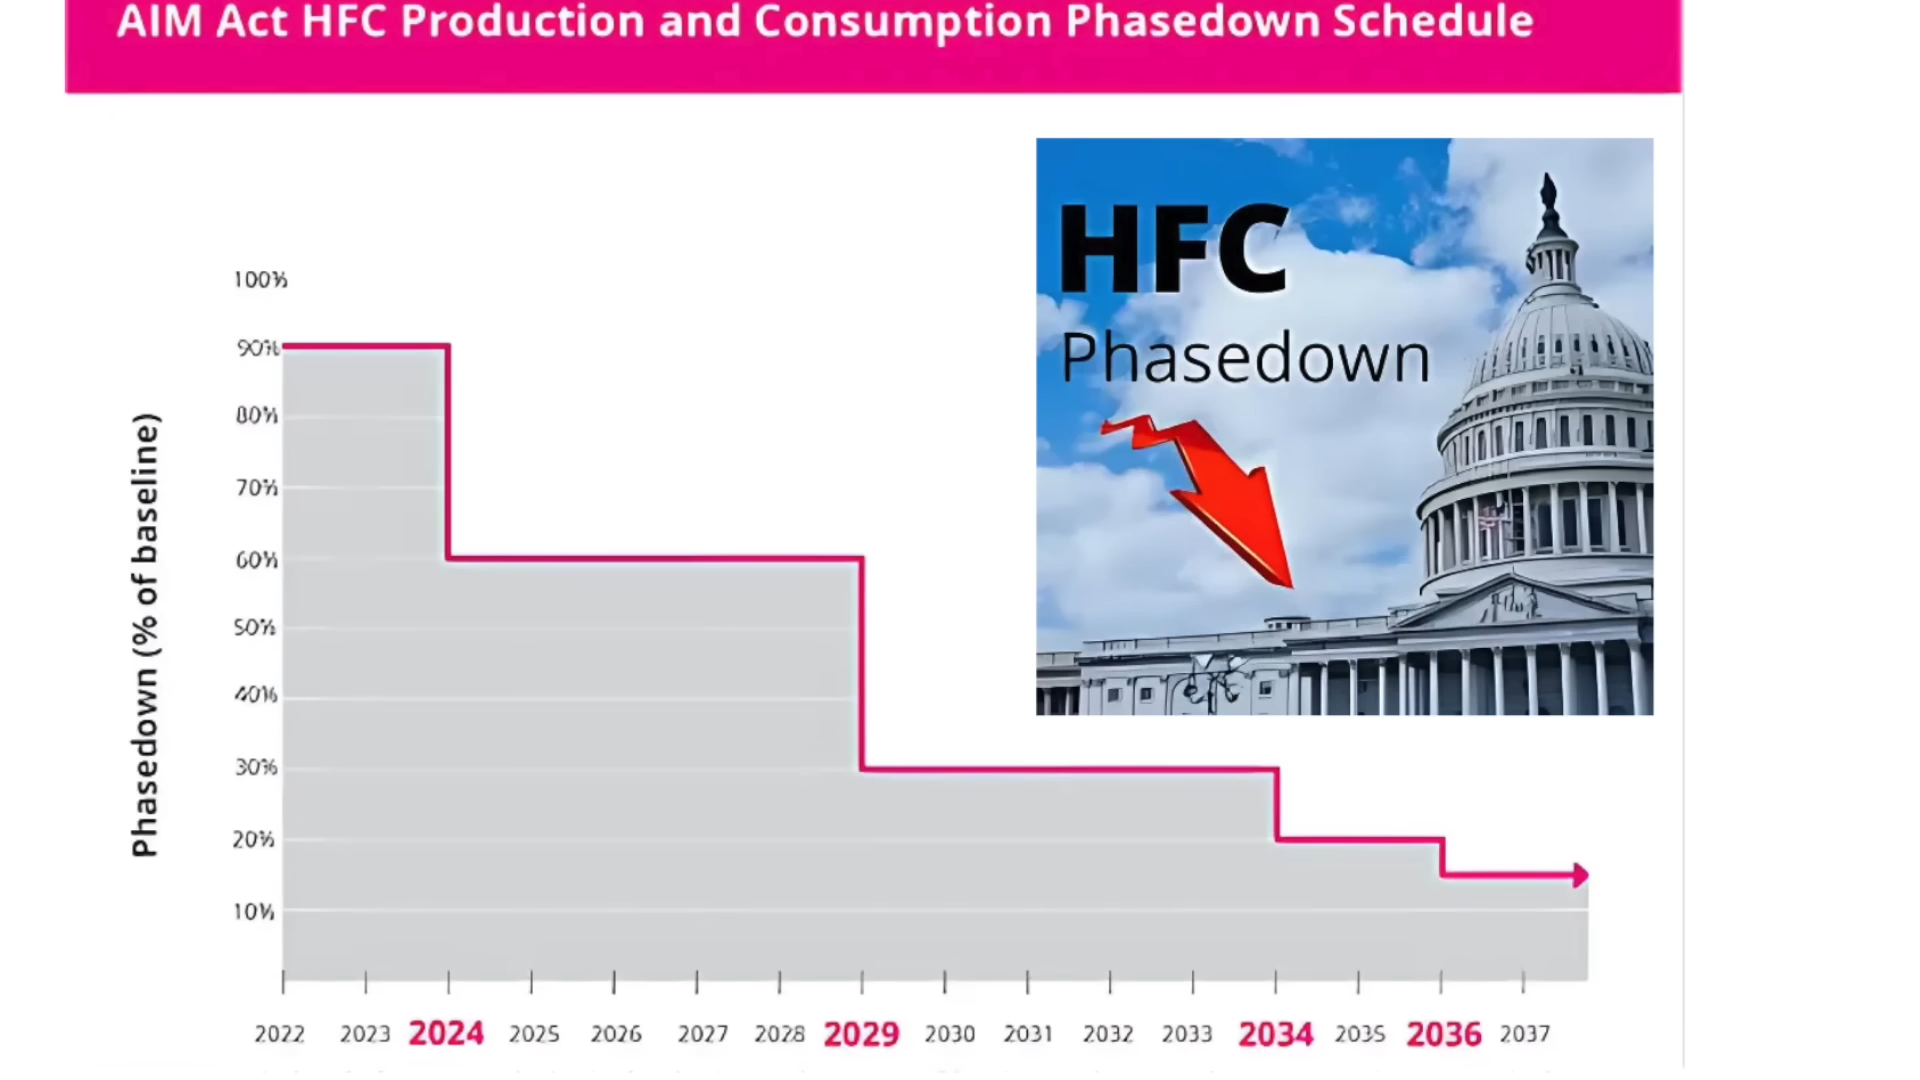 AIM Act HFC Production and Consumption Phasedown Schedule
HFC
Phasedown
Phasedown (% of baseline)
100%
90%
80%
70%
60%
50%
40%
30%
20%
10%
2022 2023 2024 2025 2026 2027 2028 2029 2030 2031 2032 2033 2034 2035 2036 2037